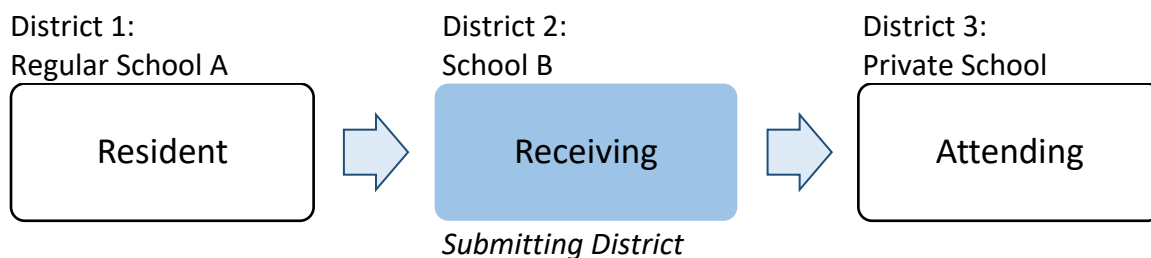 District 1:
Regular School A
Resident
District 2:
School B
Receiving
Submitting District
District 3:
Private School
Attending